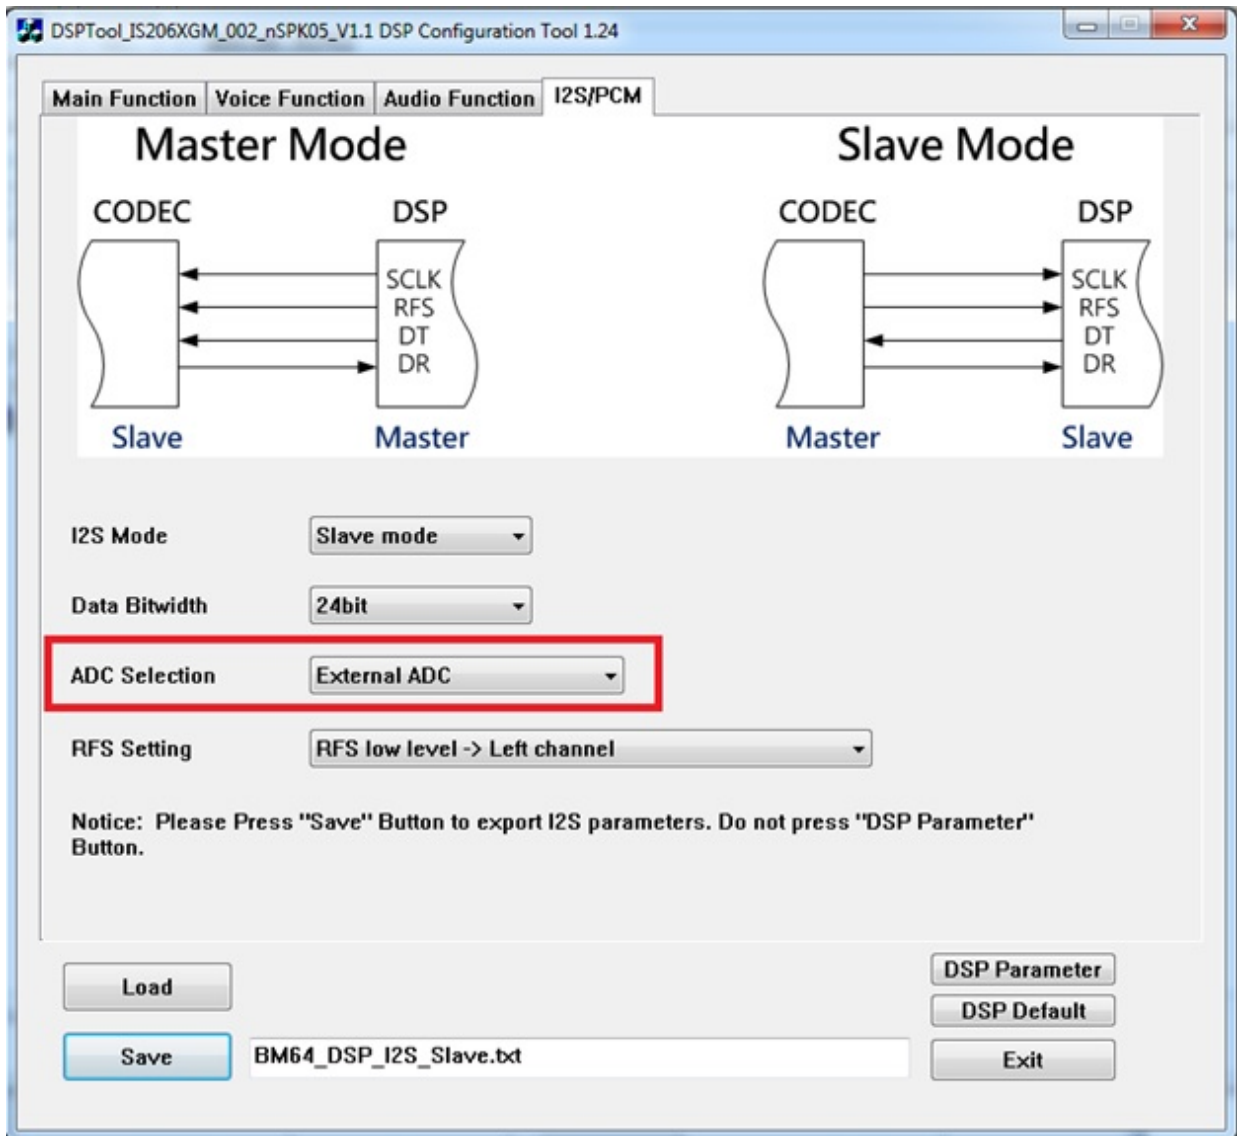 DSPTool_IS206XGM_002_nSPK05_V1.1 DSP Configuration Tool 1.24
Main Function Voice Function Audio Function I2S/PCM
Master Mode Slave Mode
CODEC DSP CODEC DSP
SCLK SCLK
RFS RFS
DT DT
DR DR
Slave Master Master Slave
I2S Mode Slave mode
Data Bitwidth 24bit
ADC Selection External ADC
RFS Setting RFS low level -> Left channel
Notice: Please Press "Save" Button to export I2S parameters. Do not press "DSP Parameter"
Button.
Load DSP Parameter
DSP Default
Save BM64_DSP_I2S_Slave.txt Exit